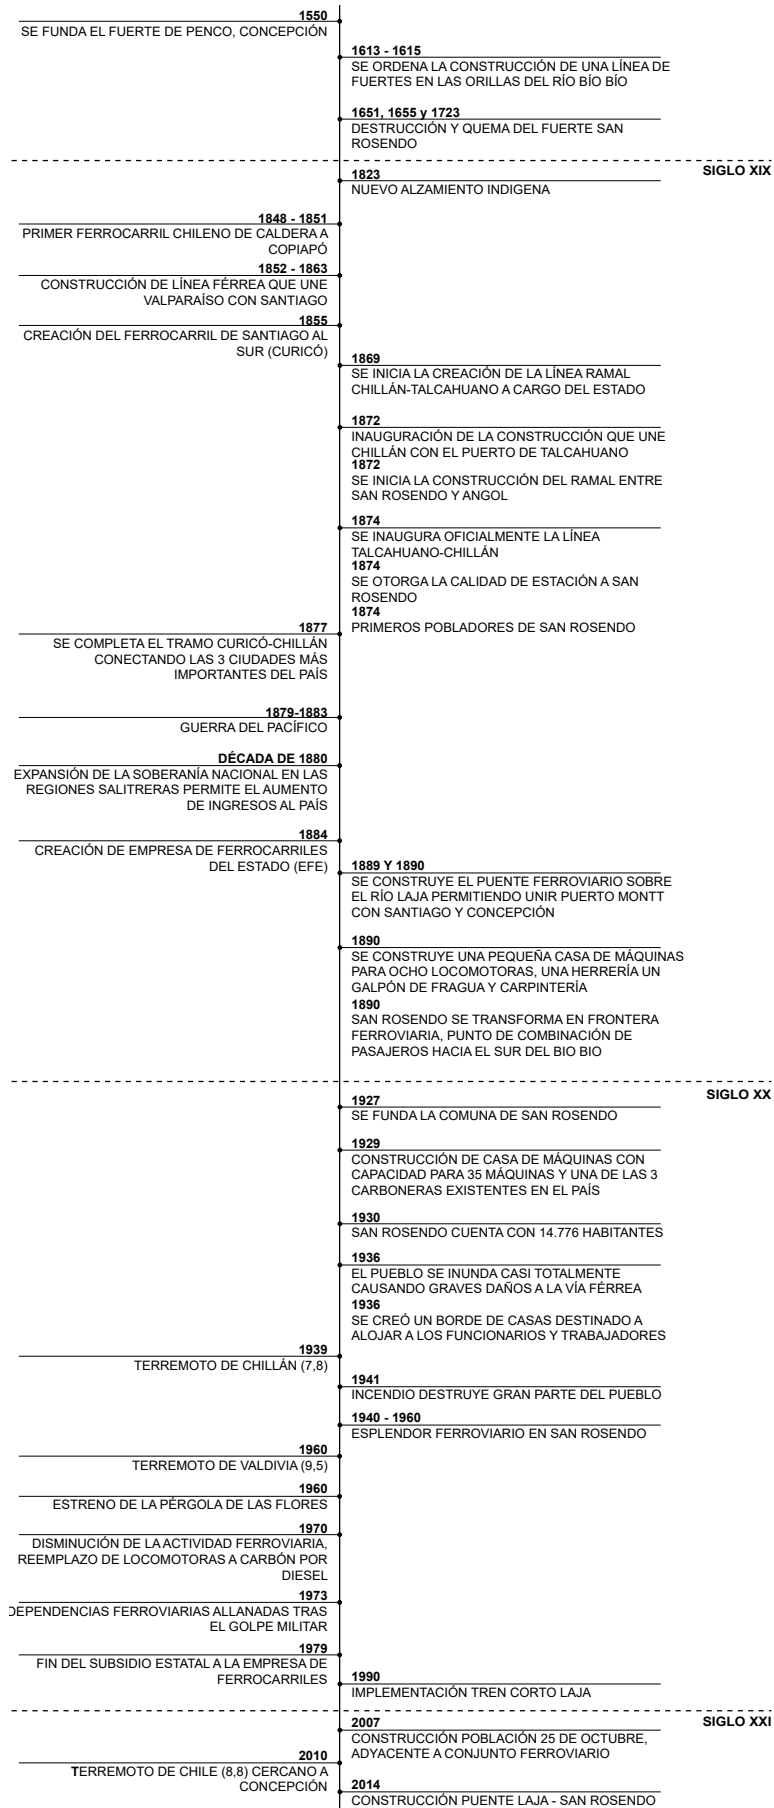 1550
SE FUNDA EL FUERTE DE PENCO, CONCEPCIÓN
1613 - 1615
SE ORDENA LA CONSTRUCCIÓN DE UNA LÍNEA DE
FUERTES EN LAS ORILLAS DEL RÍO BÍO BÍO
1651, 1655 y 1723
DESTRUCCIÓN Y QUEMA DEL FUERTE SAN
ROSENDO
SIGLO XIX
1823
NUEVO ALZAMIENTO INDIGENA
1848 - 1851
PRIMER FERROCARRIL CHILENO DE CALDERA A
COPIAPÓ
1852 - 1863
CONSTRUCCIÓN DE LÍNEA FÉRREA QUE UNE
VALPARAÍSO CON SANTIAGO
1855
CREACIÓN DEL FERROCARRIL DE SANTIAGO AL
SUR (CURICÓ)
1869
SE INICIA LA CREACIÓN DE LA LÍNEA RAMAL
CHILLÁN-TALCAHUANO A CARGO DEL ESTADO
1872
INAUGURACIÓN DE LA CONSTRUCCIÓN QUE UNE
CHILLÁN CON EL PUERTO DE TALCAHUANO
1872
SE INICIA LA CONSTRUCCIÓN DEL RAMAL ENTRE
SAN ROSENDO Y ANGOL
1874
SE INAUGURA OFICIALMENTE LA LÍNEA
TALCAHUANO-CHILLÁN
1874
SE OTORGA LA CALIDAD DE ESTACIÓN A SAN
ROSENDO
1874
PRIMEROS POBLADORES DE SAN ROSENDO
1877
SE COMPLETA EL TRAMO CURICÓ-CHILLÁN
CONECTANDO LAS 3 CIUDADES MÁS
IMPORTANTES DEL PAÍS
1879-1883
GUERRA DEL PACÍFICO
DÉCADA DE 1880
EXPANSIÓN DE LA SOBERANÍA NACIONAL EN LAS
REGIONES SALITRERAS PERMITE EL AUMENTO
DE INGRESOS AL PAÍS
1884
CREACIÓN DE EMPRESA DE FERROCARRILES
DEL ESTADO (EFE)
1889 Y 1890
SE CONSTRUYE EL PUENTE FERROVIARIO SOBRE
EL RÍO LAJA PERMITIENDO UNIR PUERTO MONTT
CON SANTIAGO Y CONCEPCIÓN
1890
SE CONSTRUYE UNA PEQUEÑA CASA DE MÁQUINAS
PARA OCHO LOCOMOTORAS, UNA HERRERÍA UN
GALPÓN DE FRAGUA Y CARPINTERÍA
1890
SAN ROSENDO SE TRANSFORMA EN FRONTERA
FERROVIARIA, PUNTO DE COMBINACIÓN DE
PASAJEROS HACIA EL SUR DEL BIO BIO
SIGLO XX
1927
SE FUNDA LA COMUNA DE SAN ROSENDO
1929
CONSTRUCCIÓN DE CASA DE MÁQUINAS CON
CAPACIDAD PARA 35 MÁQUINAS Y UNA DE LAS 3
CARBONERAS EXISTENTES EN EL PAÍS
1930
SAN ROSENDO CUENTA CON 14.776 HABITANTES
1936
EL PUEBLO SE INUNDA CASI TOTALMENTE
CAUSANDO GRAVES DAÑOS A LA VÍA FÉRREA
1936
SE CREÓ UN BORDE DE CASAS DESTINADO A
ALOJAR A LOS FUNCIONARIOS Y TRABAJADORES
1939
TERREMOTO DE CHILLÁN (7,8)
1941
INCENDIO DESTRUYE GRAN PARTE DEL PUEBLO
1940 - 1960
ESPLENDOR FERROVIARIO EN SAN ROSENDO
1960
TERREMOTO DE VALDIVIA (9,5)
1960
ESTRENO DE LA PÉRGOLA DE LAS FLORES
1970
DISMINUCIÓN DE LA ACTIVIDAD FERROVIARIA,
REEMPLAZO DE LOCOMOTORAS A CARBÓN POR
DIESEL
1973
DEPENDENCIAS FERROVIARIAS ALLANADAS TRAS
EL GOLPE MILITAR
1979
FIN DEL SUBSIDIO ESTATAL A LA EMPRESA DE
FERROCARRILES
1990
IMPLEMENTACIÓN TREN CORTO LAJA
SIGLO XXI
2007
CONSTRUCCIÓN POBLACIÓN 25 DE OCTUBRE,
ADYACENTE A CONJUNTO FERROVIARIO
2010
TERREMOTO DE CHILE (8,8) CERCANO A
CONCEPCIÓN
2014
CONSTRUCCIÓN PUENTE LAJA - SAN ROSENDO